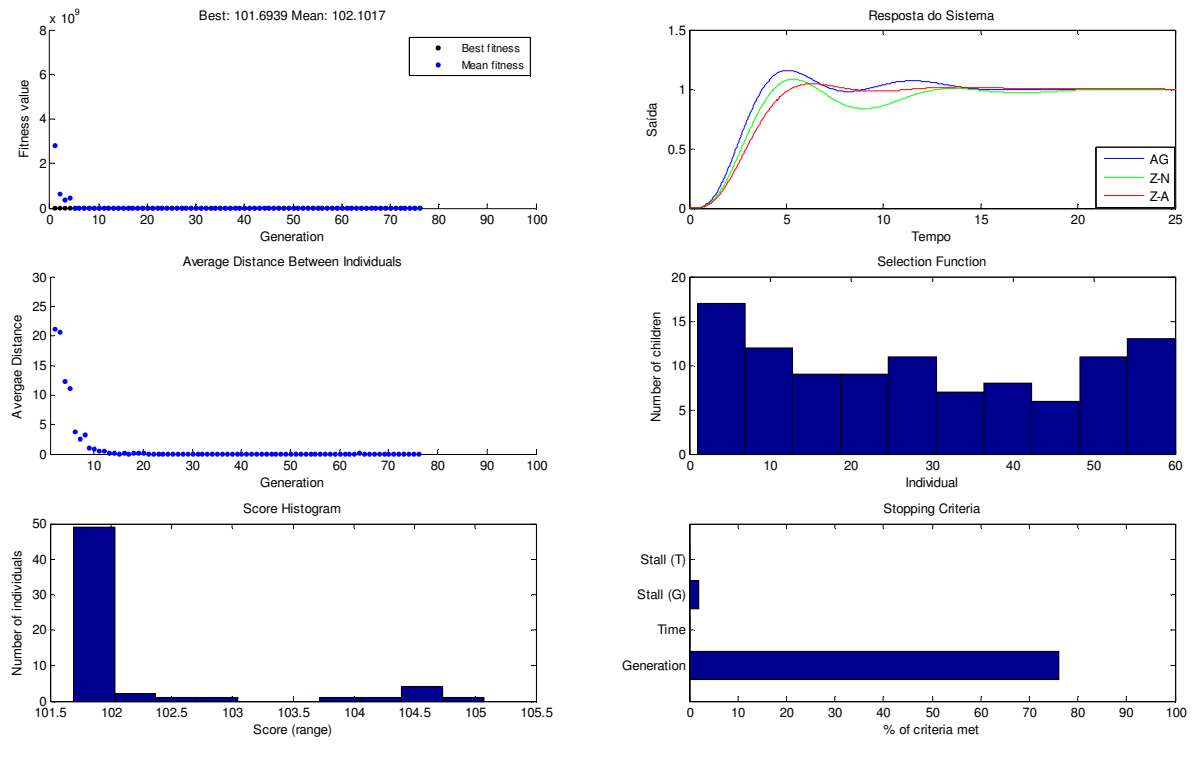 Best: 101.6939 Mean: 102.1017
x 10^9
8
6
4
2
0
Fitness value
Best fitness
Mean fitness
0 10 20 30 40 50 60 70 80 90 100
Generation
Resposta do Sistema
1.5
1
0.5
0
Saída
AG
Z-N
Z-A
0 5 10 15 20 25
Tempo
Average Distance Between Individuals
30
25
20
15
10
5
0
Avergae Distance
10 20 30 40 50 60 70 80 90 100
Generation
Selection Function
20
15
10
5
0
Number of children
0 10 20 30 40 50 60
Individual
Score Histogram
50
40
30
20
10
0
Number of individuals
101.5 102 102.5 103 103.5 104 104.5 105 105.5
Score (range)
Stopping Criteria
Stall (T)
Stall (G)
Time
Generation
0 10 20 30 40 50 60 70 80 90 100
% of criteria met